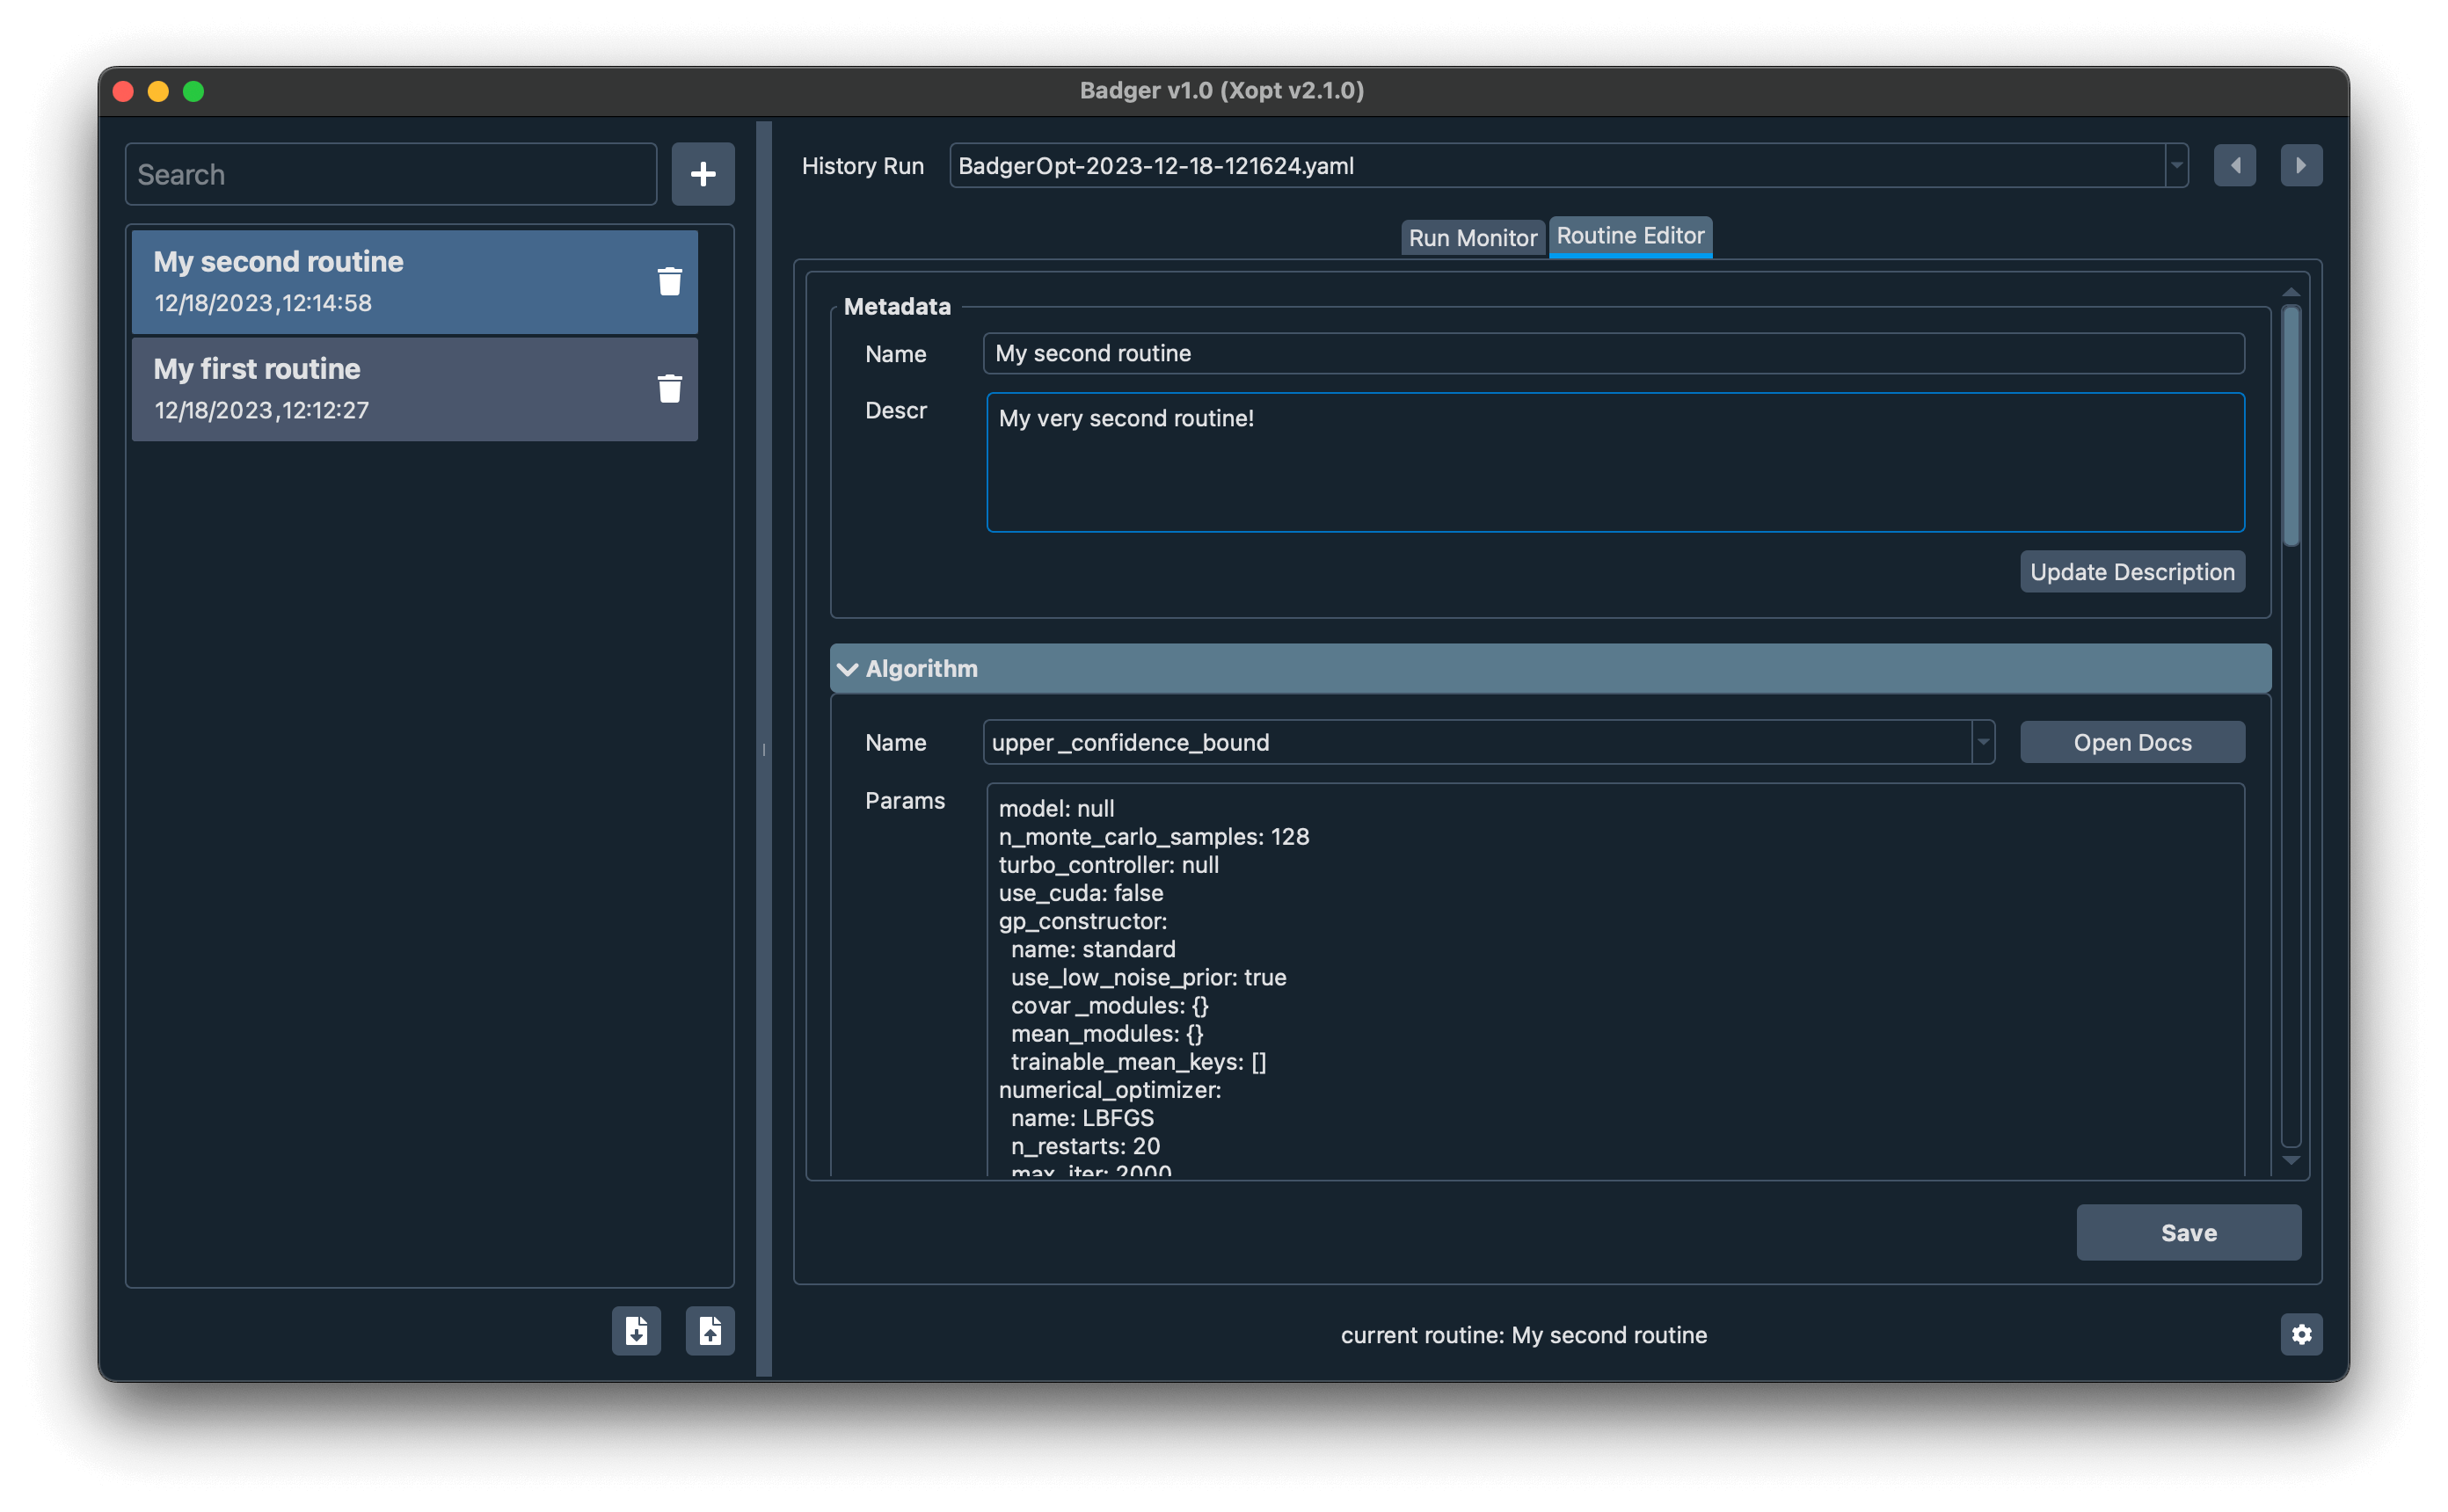 Badger v1.0 (Xopt v2.1.0)
Search
My second routine
12/18/2023,12:14:58
My first routine
12/18/2023,12:12:27
History Run
BadgerOpt-2023-12-18-121624.yaml
Run Monitor
Routine Editor
Metadata
Name
My second routine
Descr
My very second routine!
Update Description
Algorithm
Name
upper_confidence_bound
Open Docs
Params
model: null
n_monte_carlo_samples: 128
turbo_controller: null
use_cuda: false
gp_constructor:
name: standard
use_low_noise_prior: true
covar_modules: {}
mean_modules: {}
trainable_mean_keys: []
numerical_optimizer:
name: LBFGS
n_restarts: 20
max_iter: 2000
Save
current routine: My second routine